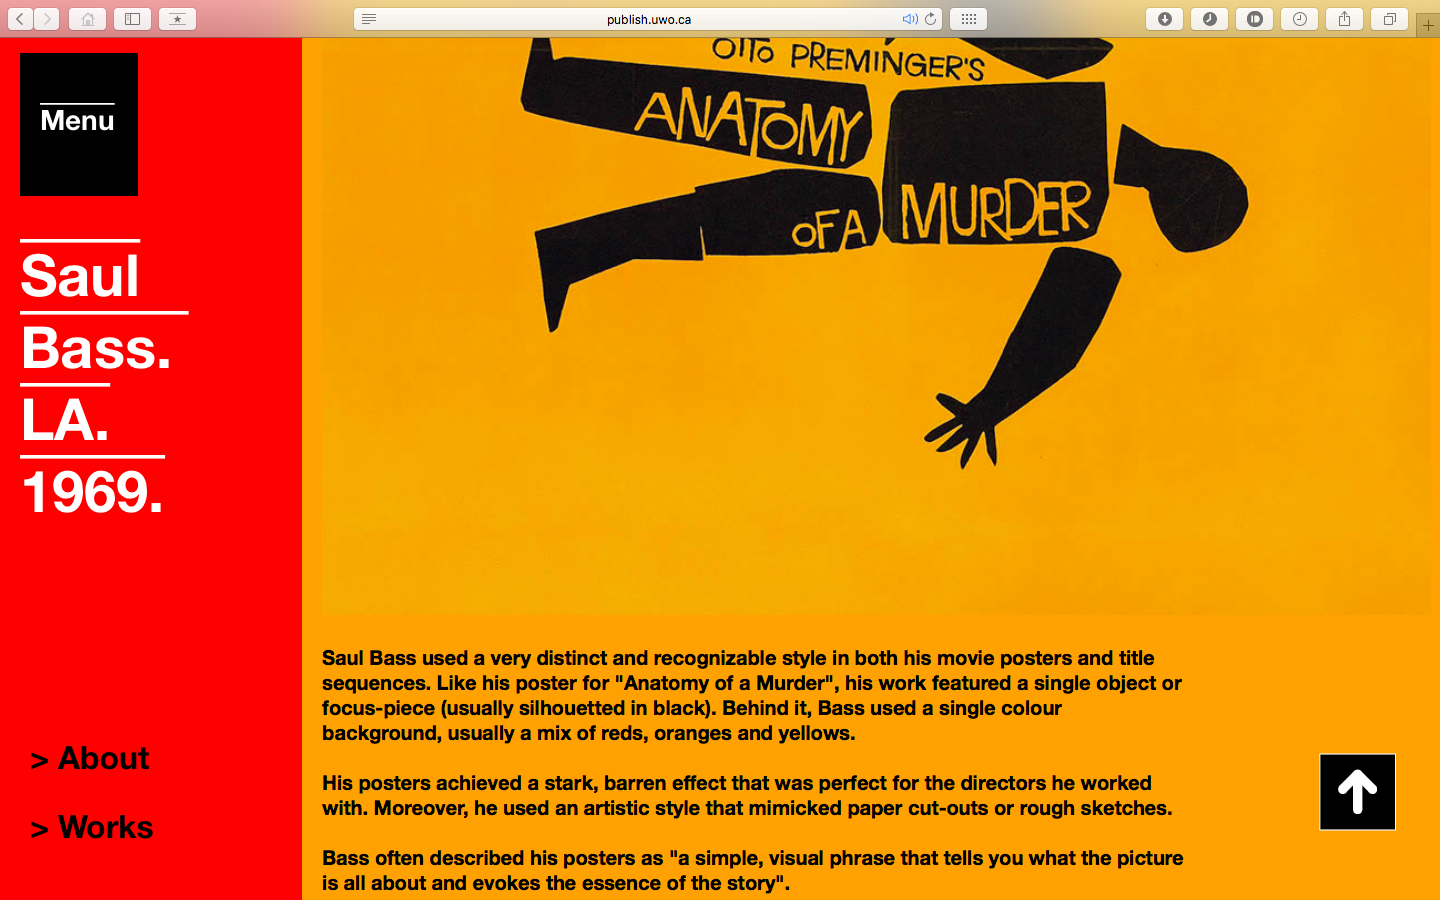 publish.uwo.ca
Menu
Saul
Bass.
LA.
1969.
> About
> Works
OTTO PREMINGER'S
ANATOMY
OF A MURDER
Saul Bass used a very distinct and recognizable style in both his movie posters and title
sequences. Like his poster for "Anatomy of a Murder", his work featured a single object or
focus-piece (usually silhouetted in black). Behind it, Bass used a single colour
background, usually a mix of reds, oranges and yellows.
His posters achieved a stark, barren effect that was perfect for the directors he worked
with. Moreover, he used an artistic style that mimicked paper cut-outs or rough sketches.
Bass often described his posters as "a simple, visual phrase that tells you what the picture
is all about and evokes the essence of the story".